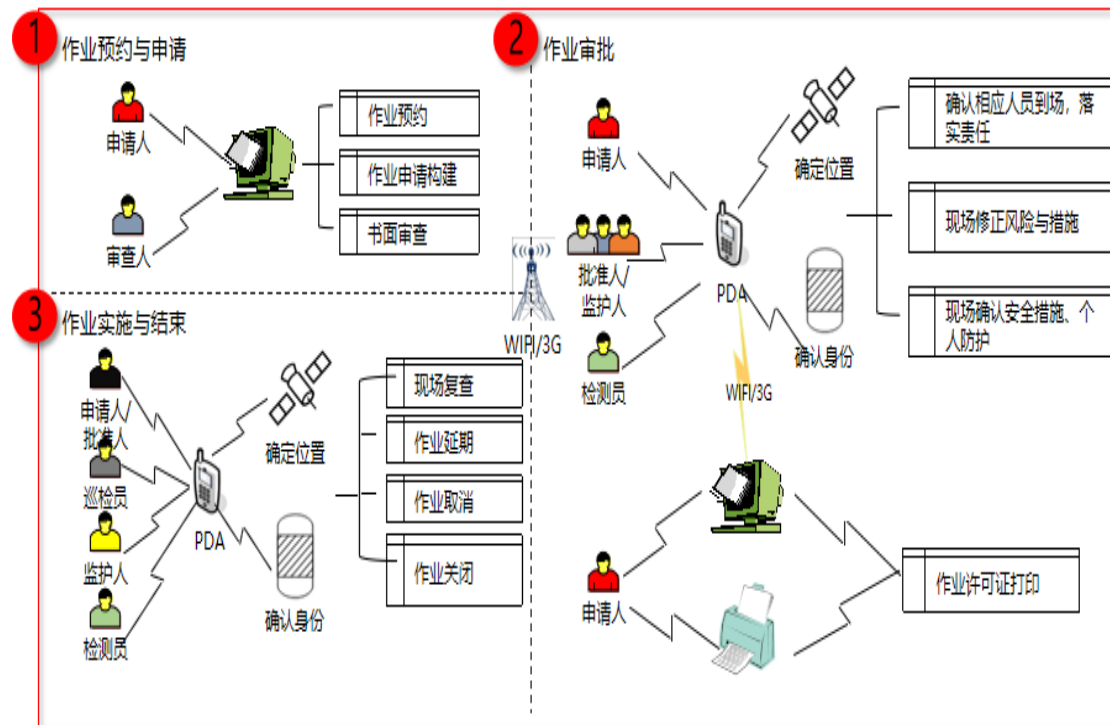 1
作业预约与申请
申请人
审查人
作业预约
作业申请构建
书面审查
2
作业审批
申请人
批准人/
监护人
检测员
PDA
确定位置
确认身份
确认相应人员到场，落
实责任
现场修正风险与措施
现场确认安全措施、个
人防护
WIFI/3G
WIFI/3G
申请人
作业许可证打印
3
作业实施与结束
申请人/
批准人
巡检员
监护人
检测员
PDA
确定位置
确认身份
现场复查
作业延期
作业取消
作业关闭